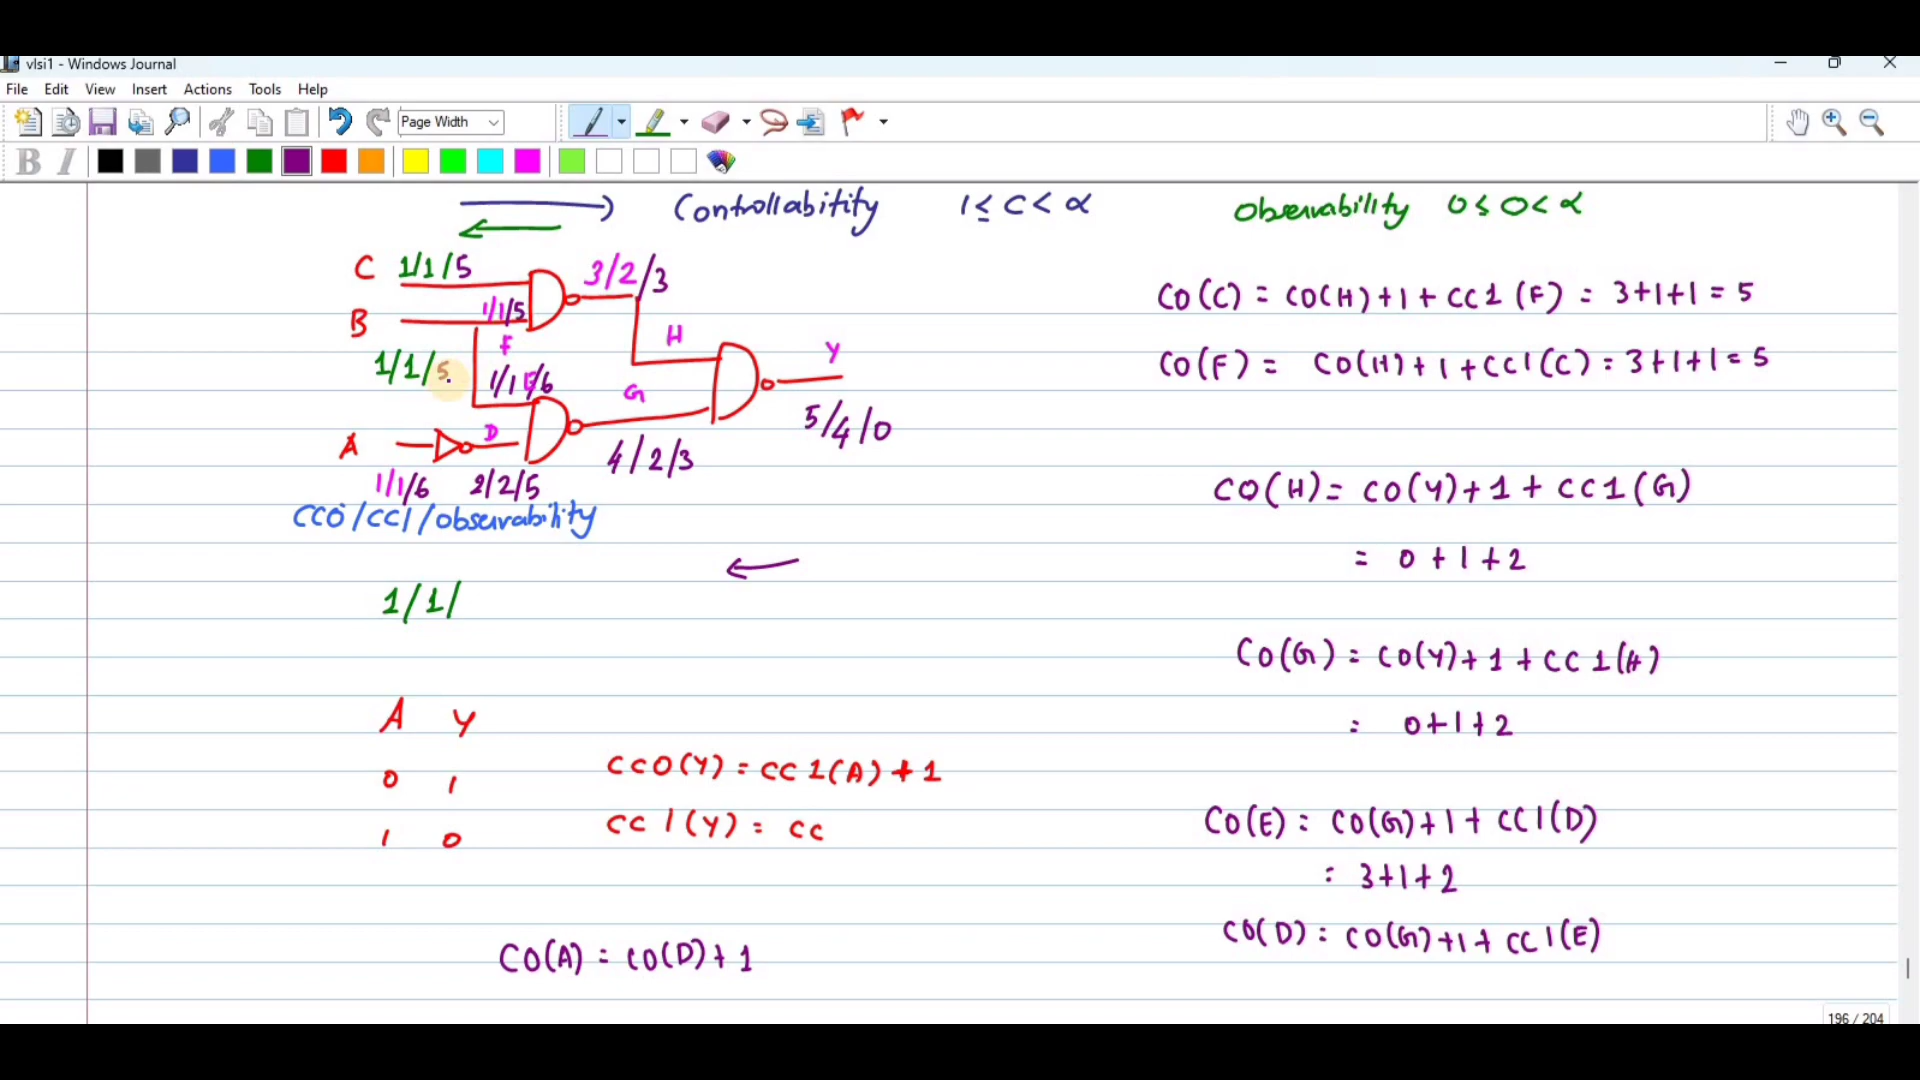 vlsi1 - Windows Journal
File Edit View Insert Actions Tools Help
Page Width
B I
Controllabitity 1 ≤ C < α
Observability 0 ≤ 0 < α
C 1/1/5
3/2/3
1/1/5
B
F
H
Y
1/1/5
1/1 E/6
G
D
A
5/4/0
4/2/3
1/1/6 2/2/5
CC0/CC1/observability
1/1/
A Y
0 1
1 0
CC0(Y) = CC1(A) + 1
CC1(Y) = CC
CO(A) = CO(D) + 1
CO(C) = CO(H) + 1 + CC1(F) = 3+1+1 = 5
CO(F) = CO(H) + 1 + CC1(C) = 3+1+1 = 5
CO(H) = CO(Y) + 1 + CC1(G)
= 0 + 1 + 2
CO(G) = CO(Y) + 1 + CC1(H)
= 0+1+2
CO(E) = CO(G) + 1 + CC1(D)
= 3+1+2
CO(D) = CO(G) + 1 + CC1(E)
196 / 204